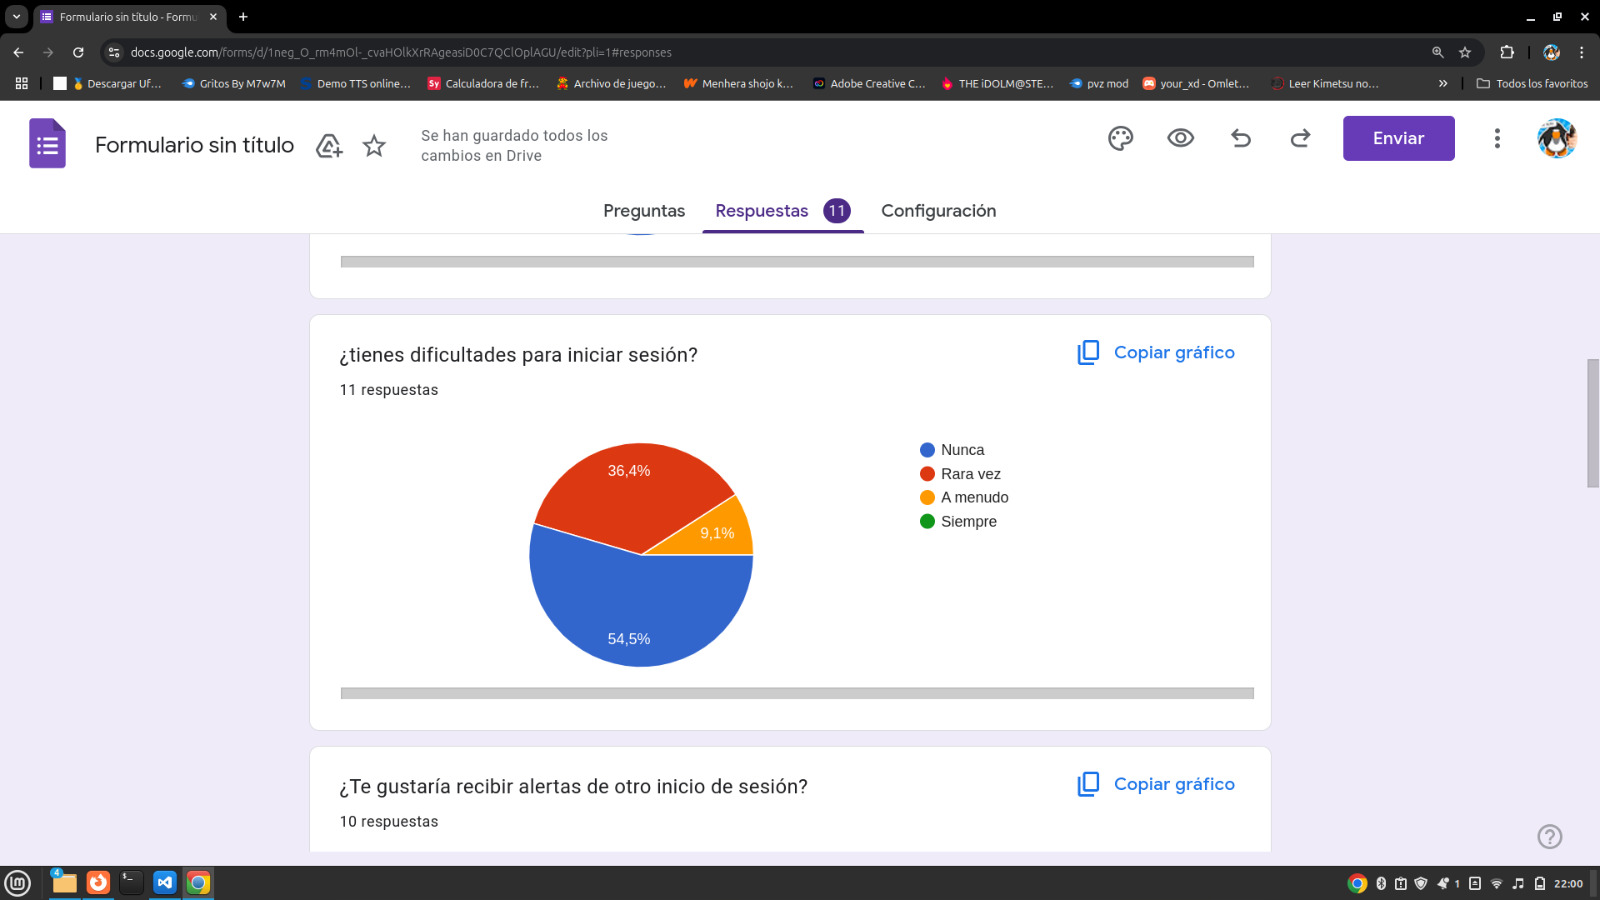 Formulario sin título - Formu
docs.google.com/forms/d/1neg_O_rm4mOl-_cvaHOlkXrRAgeasiD0C7QClOplAGU/edit?pli=1#responses
Descargar Uf...
Gritos By M7w7M
Demo TTS online...
Sy
Calculadora de fr...
Archivo de juego...
Menhera shojo k...
Adobe Creative C...
THE iDOLM@STE...
pvz mod
your_xd - Omlet...
Leer Kimetsu no...
»
Todos los favoritos
Formulario sin título
Se han guardado todos los
cambios en Drive
Enviar
Preguntas
Respuestas 11
Configuración
¿tienes dificultades para iniciar sesión?
Copiar gráfico
11 respuestas
36,4%
9,1%
54,5%
Nunca
Rara vez
A menudo
Siempre
¿Te gustaría recibir alertas de otro inicio de sesión?
Copiar gráfico
10 respuestas
4
1
22:00